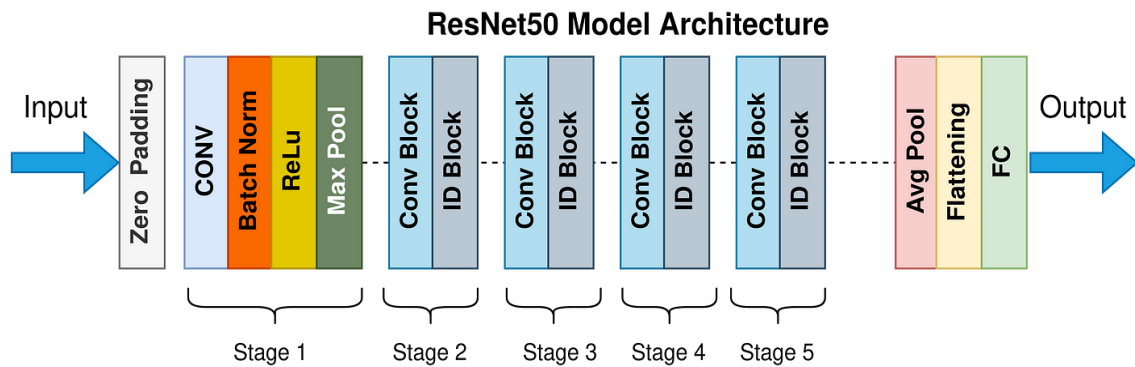 ResNet50 Model Architecture
Input
Zero Padding
CONV
Batch Norm
ReLu
Max Pool
Conv Block
ID Block
Conv Block
ID Block
Conv Block
ID Block
Conv Block
ID Block
Avg Pool
Flattening
FC
Output
Stage 1
Stage 2
Stage 3
Stage 4
Stage 5